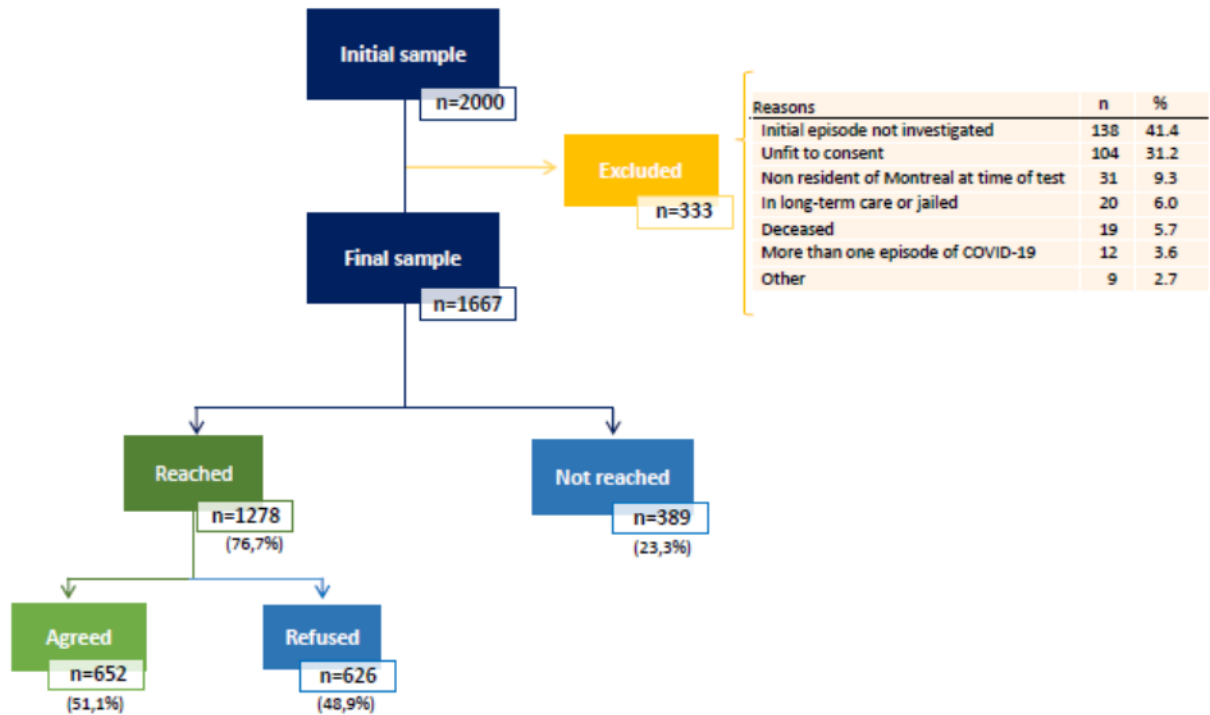 Initial sample
n=2000
Excluded
n=333
Reasons n %
Initial episode not investigated 138 41.4
Unfit to consent 104 31.2
Non resident of Montreal at time of test 31 9.3
In long-term care or jailed 20 6.0
Deceased 19 5.7
More than one episode of COVID-19 12 3.6
Other 9 2.7
Final sample
n=1667
Reached
n=1278
(76,7%)
Not reached
n=389
(23,3%)
Agreed
n=652
(51,1%)
Refused
n=626
(48,9%)